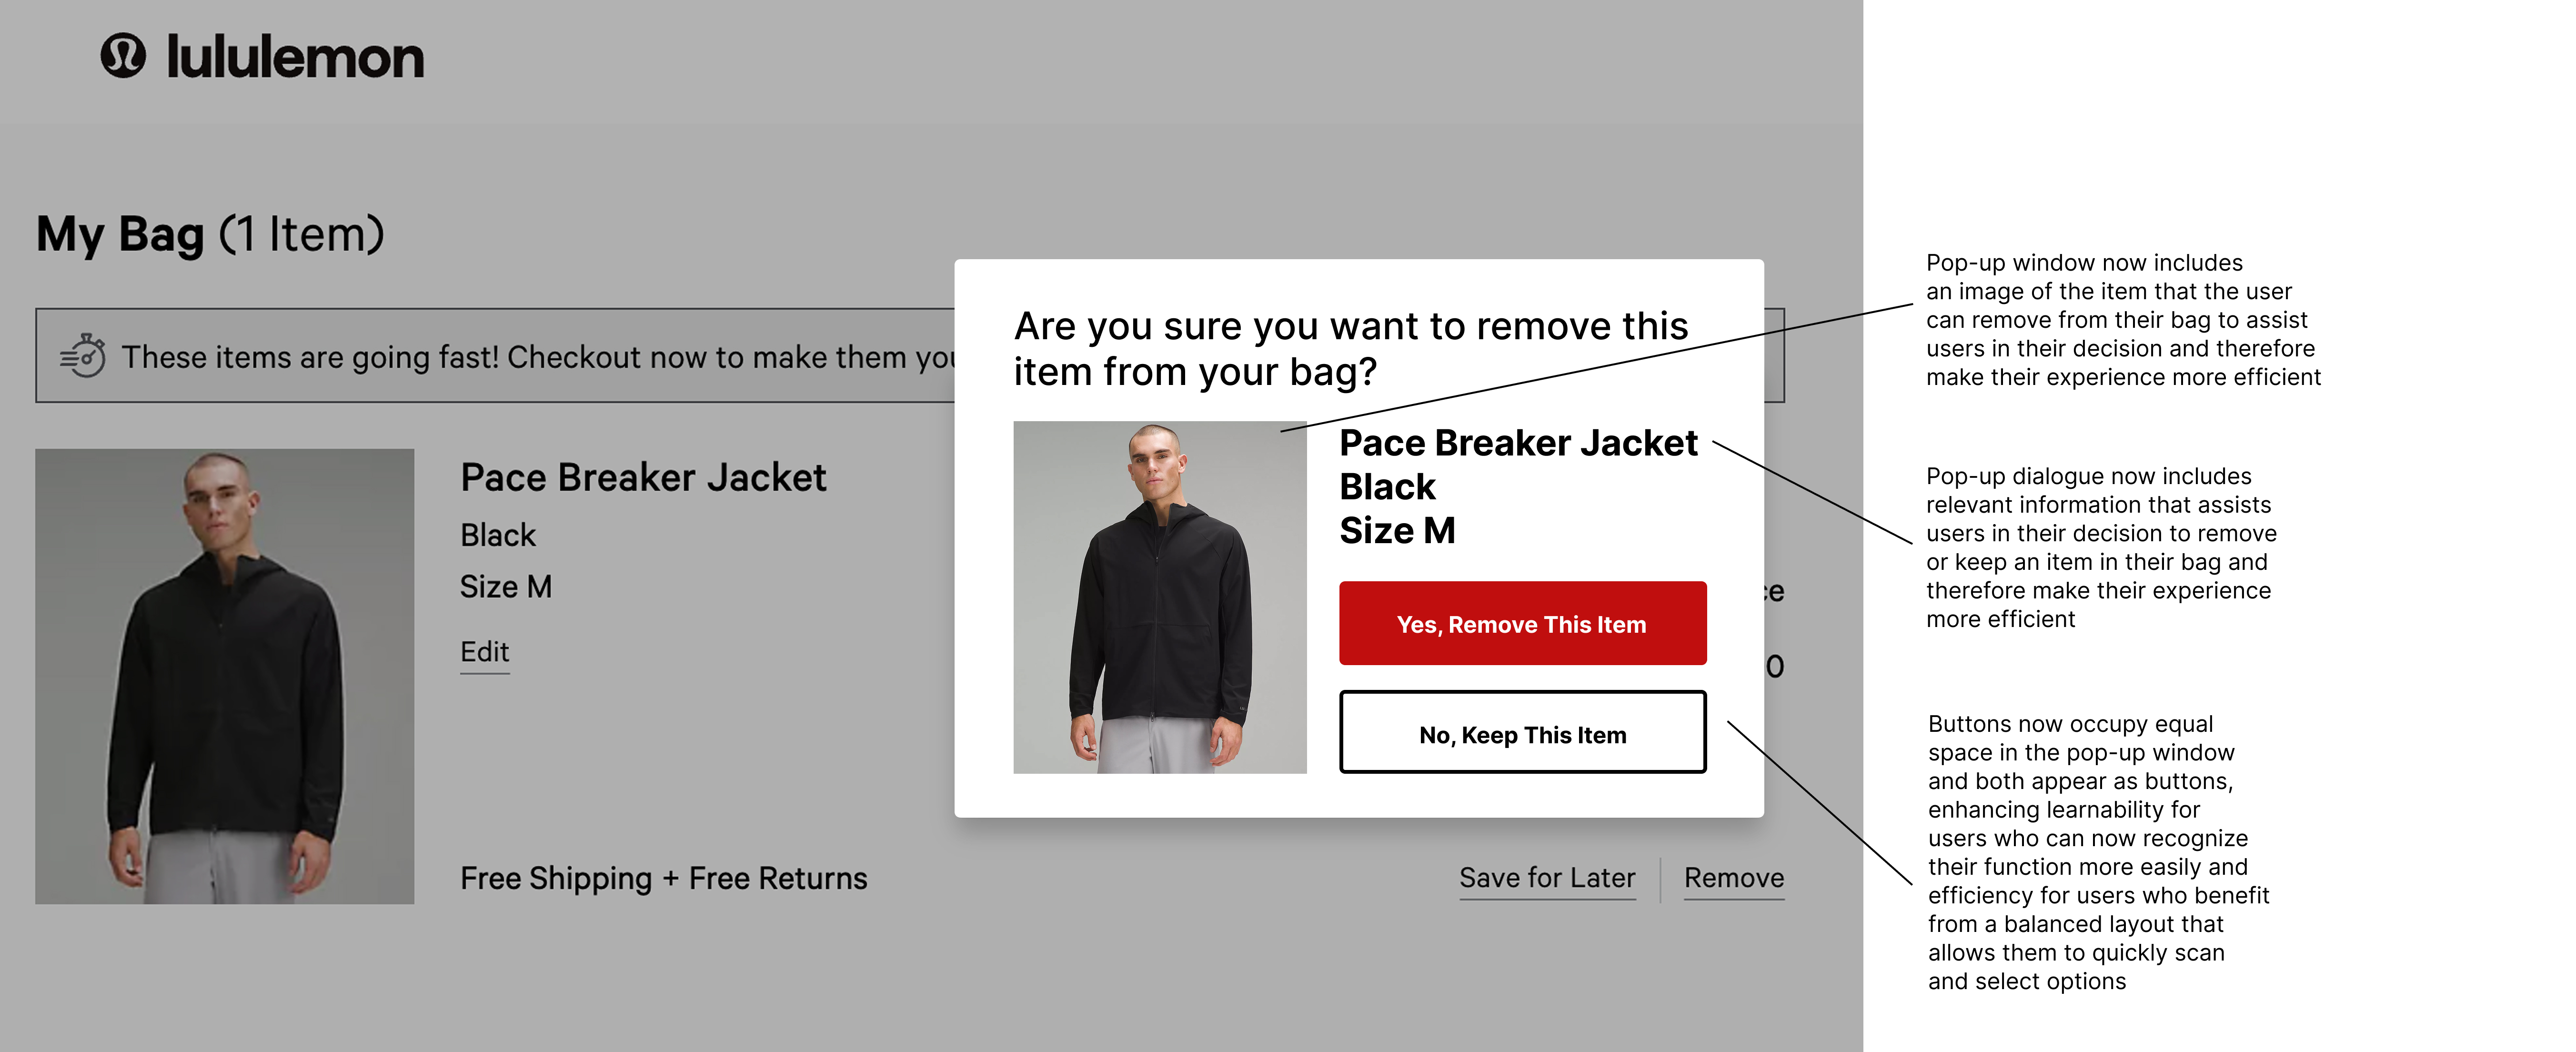 lululemon
My Bag (1 Item)
These items are going fast! Checkout now to make them you
Pace Breaker Jacket
Black
Size M
Edit
Free Shipping + Free Returns
Save for Later
Remove
ce
0
Are you sure you want to remove this
item from your bag?
Pace Breaker Jacket
Black
Size M
Yes, Remove This Item
No, Keep This Item
Pop-up window now includes
an image of the item that the user
can remove from their bag to assist
users in their decision and therefore
make their experience more efficient
Pop-up dialogue now includes
relevant information that assists
users in their decision to remove
or keep an item in their bag and
therefore make their experience
more efficient
Buttons now occupy equal
space in the pop-up window
and both appear as buttons,
enhancing learnability for
users who can now recognize
their function more easily and
efficiency for users who benefit
from a balanced layout that
allows them to quickly scan
and select options